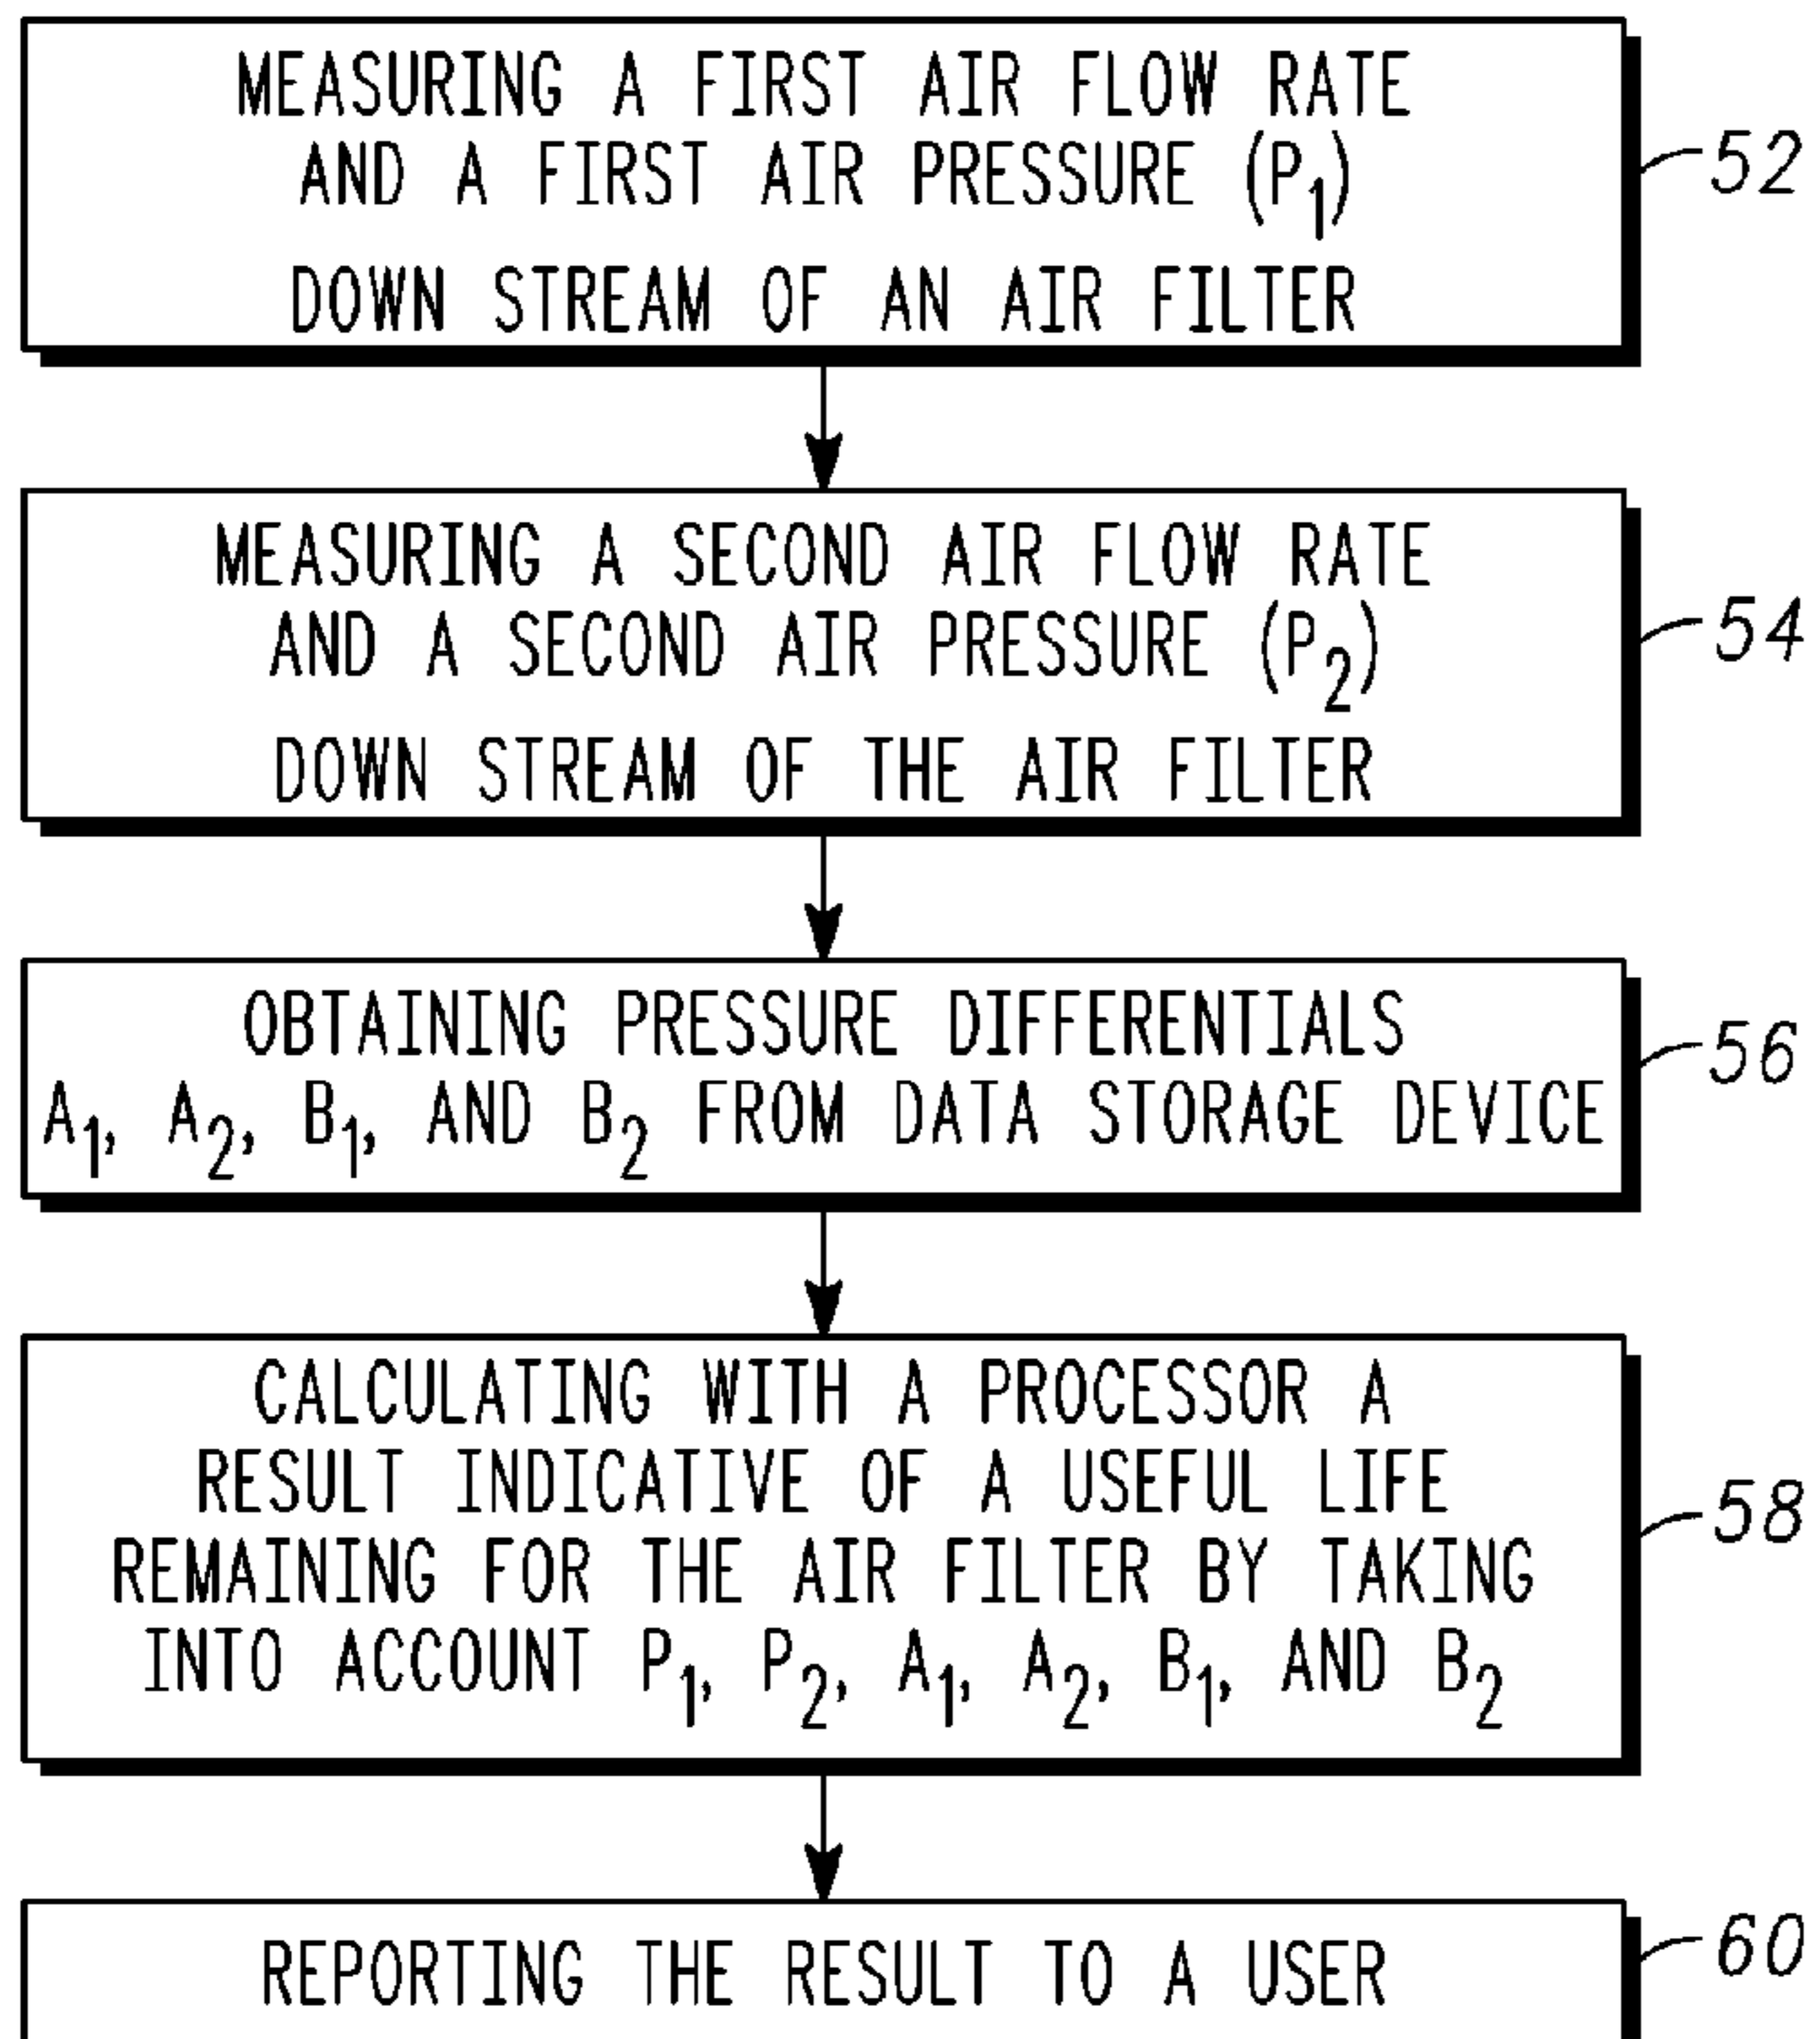 MEASURING A FIRST AIR FLOW RATE
AND A FIRST AIR PRESSURE (P1)
DOWN STREAM OF AN AIR FILTER
52
MEASURING A SECOND AIR FLOW RATE
AND A SECOND AIR PRESSURE (P2)
DOWN STREAM OF THE AIR FILTER
54
OBTAINING PRESSURE DIFFERENTIALS
A1, A2, B1, AND B2 FROM DATA STORAGE DEVICE
56
CALCULATING WITH A PROCESSOR A
RESULT INDICATIVE OF A USEFUL LIFE
REMAINING FOR THE AIR FILTER BY TAKING
INTO ACCOUNT P1, P2, A1, A2, B1, AND B2
58
REPORTING THE RESULT TO A USER
60